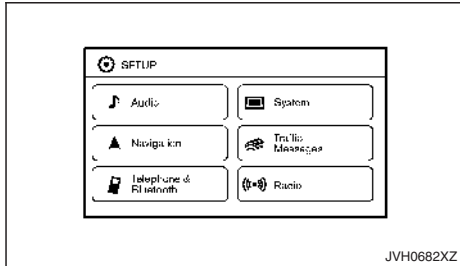 SETUP
Audio
System
Navigation
Traffic
Messages
Telephone &
Bluetooth
Radio
JVH0682XZ